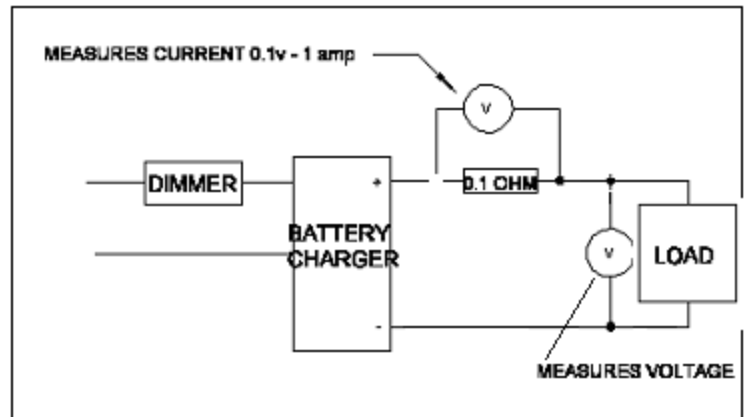 MEASURES CURRENT 0.1v - 1 amp
V
DIMMER
+
0.1 OHM
BATTERY
CHARGER
V
LOAD
-
MEASURES VOLTAGE